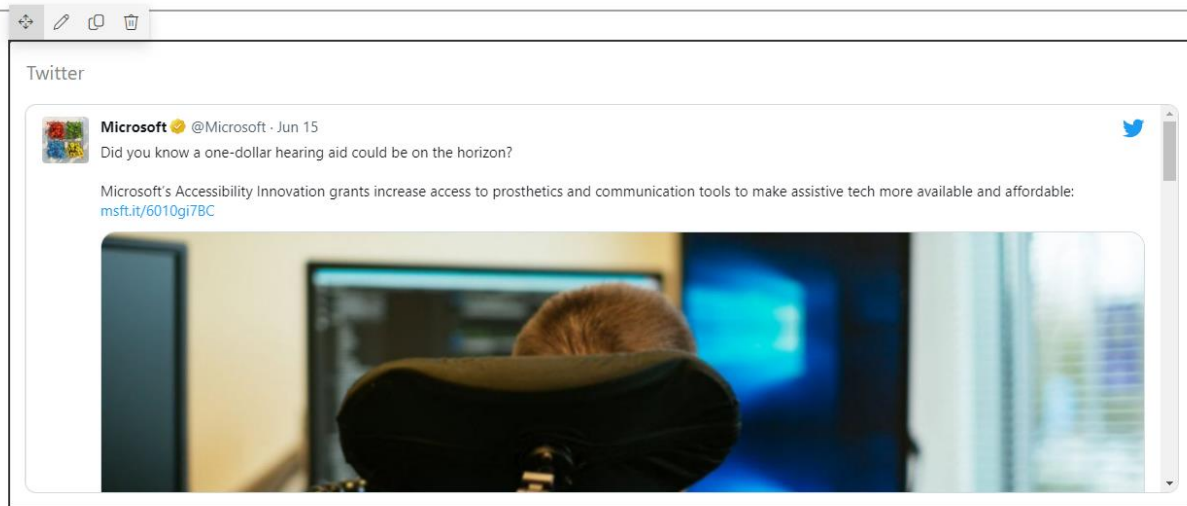 Twitter
Microsoft @Microsoft · Jun 15
Did you know a one-dollar hearing aid could be on the horizon?
Microsoft's Accessibility Innovation grants increase access to prosthetics and communication tools to make assistive tech more available and affordable:
msft.it/6010gi7BC